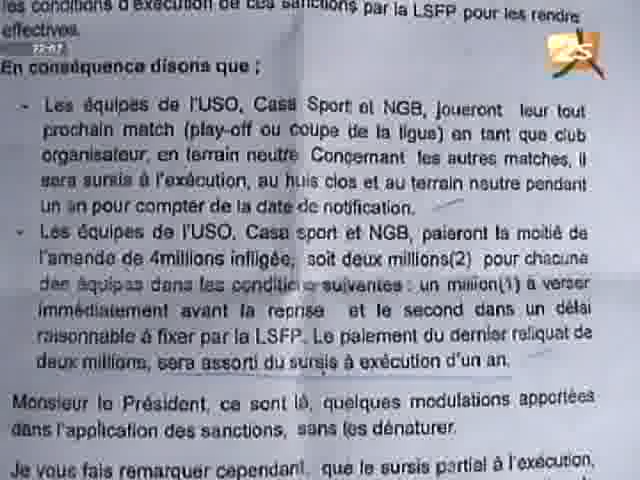 les conditions d'exécution de ces sanctions par la LSFP pour les rendre
effectives.
22:07
2S
En conséquence disons que ;
- Les équipes de l'USO, Casa Sport et NGB, joueront leur tout
prochain match (play-off ou coupe de la ligue) en tant que club
organisateur, en terrain neutre Concernant les autres matches, il
sera sursis à l'exécution, au huis clos et au terrain neutre pendant
un an pour compter de la date de notification.
- Les équipes de l'USO, Casa sport et NGB, paieront la moitié de
l'amende de 4millions infligée, soit deux millions(2) pour chacune
des équipes dans les conditions suivantes : un million(1) à verser
immédiatement avant la reprise et le second dans un délai
raisonnable à fixer par la LSFP. Le paiement du dernier reliquat de
deux millions, sera assorti du sursis à exécution d'un an.
Monsieur le Président, ce sont là, quelques modulations apportées
dans l'application des sanctions, sans les dénaturer.
Je vous fais remarquer cependant, que le sursis partiel à l'exécution,